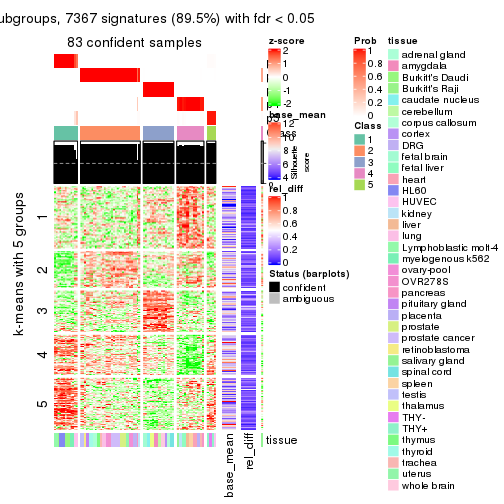 ubgroups, 7367 signatures (89.5%) with fdr < 0.05
83 confident samples
k-means with 5 groups
1
2
3
4
5
tissue
base_mean
rel_diff
z-score
2
1
0
-1
-2
base_mean
12
10
8
6
4
Silhouette
score
rel_diff
1
0.8
0.6
0.4
0.2
0
Status (barplots)
confident
ambiguous
Prob
1
0.8
0.6
0.4
0.2
0
Class
1
2
3
4
5
tissue
adrenal gland
amygdala
Burkitt's Daudi
Burkitt's Raji
caudate nucleus
cerebellum
corpus callosum
cortex
DRG
fetal brain
fetal liver
heart
HL60
HUVEC
kidney
liver
lung
Lymphoblastic molt-4
myelogenous k562
ovary-pool
OVR278S
pancreas
pituitary gland
placenta
prostate
prostate cancer
retinoblastoma
salivary gland
spinal cord
spleen
testis
thalamus
THY-
THY+
thymus
thyroid
trachea
uterus
whole brain